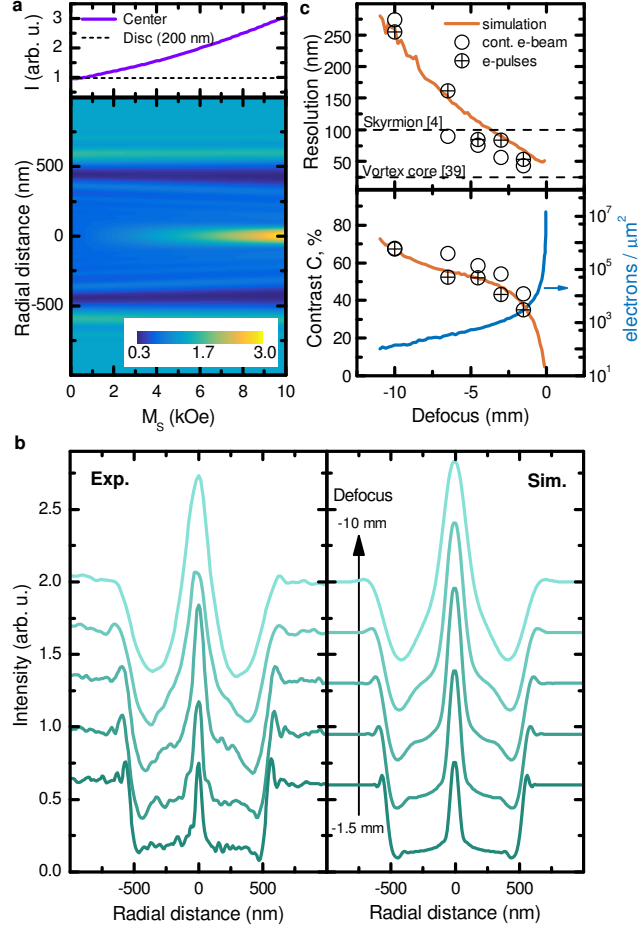 a
I (arb. u.)
3
2
1
Center
Disc (200 nm)
Radial distance (nm)
500
0
-500
0.3 1.7 3.0
0 2 4 6 8 10
M_S (kOe)
c
Resolution (nm)
250
200
150
100
50
simulation
cont. e-beam
e-pulses
Skyrmion [4]
Vortex core [39]
Contrast C, %
80
60
40
20
0
10^7
10^5
10^3
10^1
electrons / μm^2
-10 -5 0
Defocus (mm)
b
Intensity (arb. u.)
2.5
2.0
1.5
1.0
0.5
0.0
Exp.
-500 0 500
Radial distance (nm)
Sim.
Defocus
-10 mm
-1.5 mm
-500 0 500
Radial distance (nm)